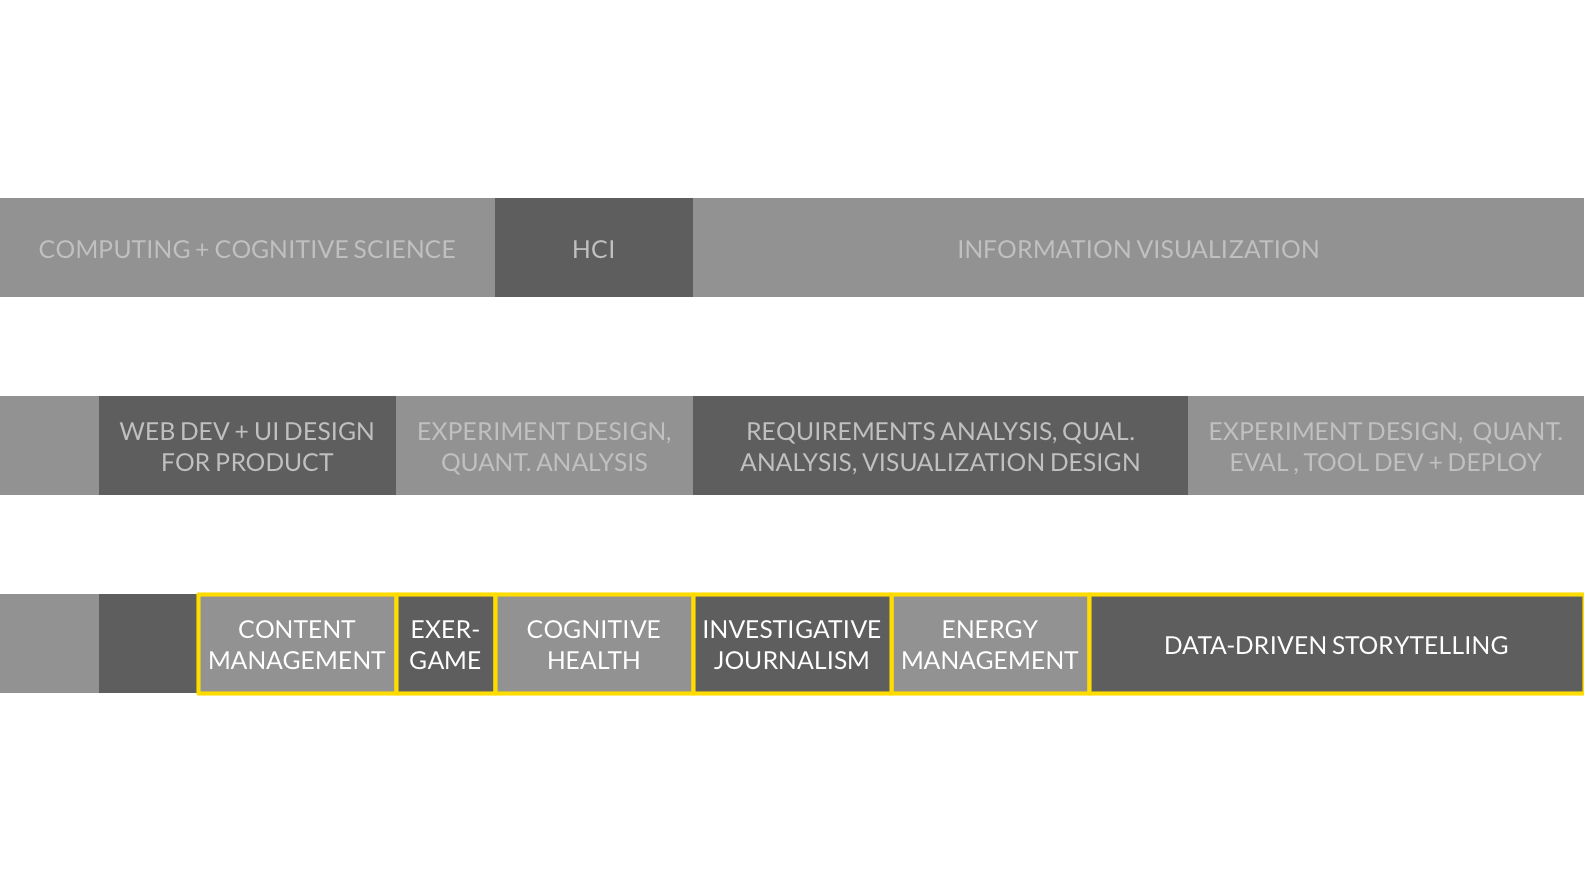 COMPUTING + COGNITIVE SCIENCE
HCI
INFORMATION VISUALIZATION
WEB DEV + UI DESIGN
FOR PRODUCT
EXPERIMENT DESIGN,
QUANT. ANALYSIS
REQUIREMENTS ANALYSIS, QUAL.
ANALYSIS, VISUALIZATION DESIGN
EXPERIMENT DESIGN, QUANT.
EVAL , TOOL DEV + DEPLOY
CONTENT
MANAGEMENT
EXER-
GAME
COGNITIVE
HEALTH
INVESTIGATIVE
JOURNALISM
ENERGY
MANAGEMENT
DATA-DRIVEN STORYTELLING